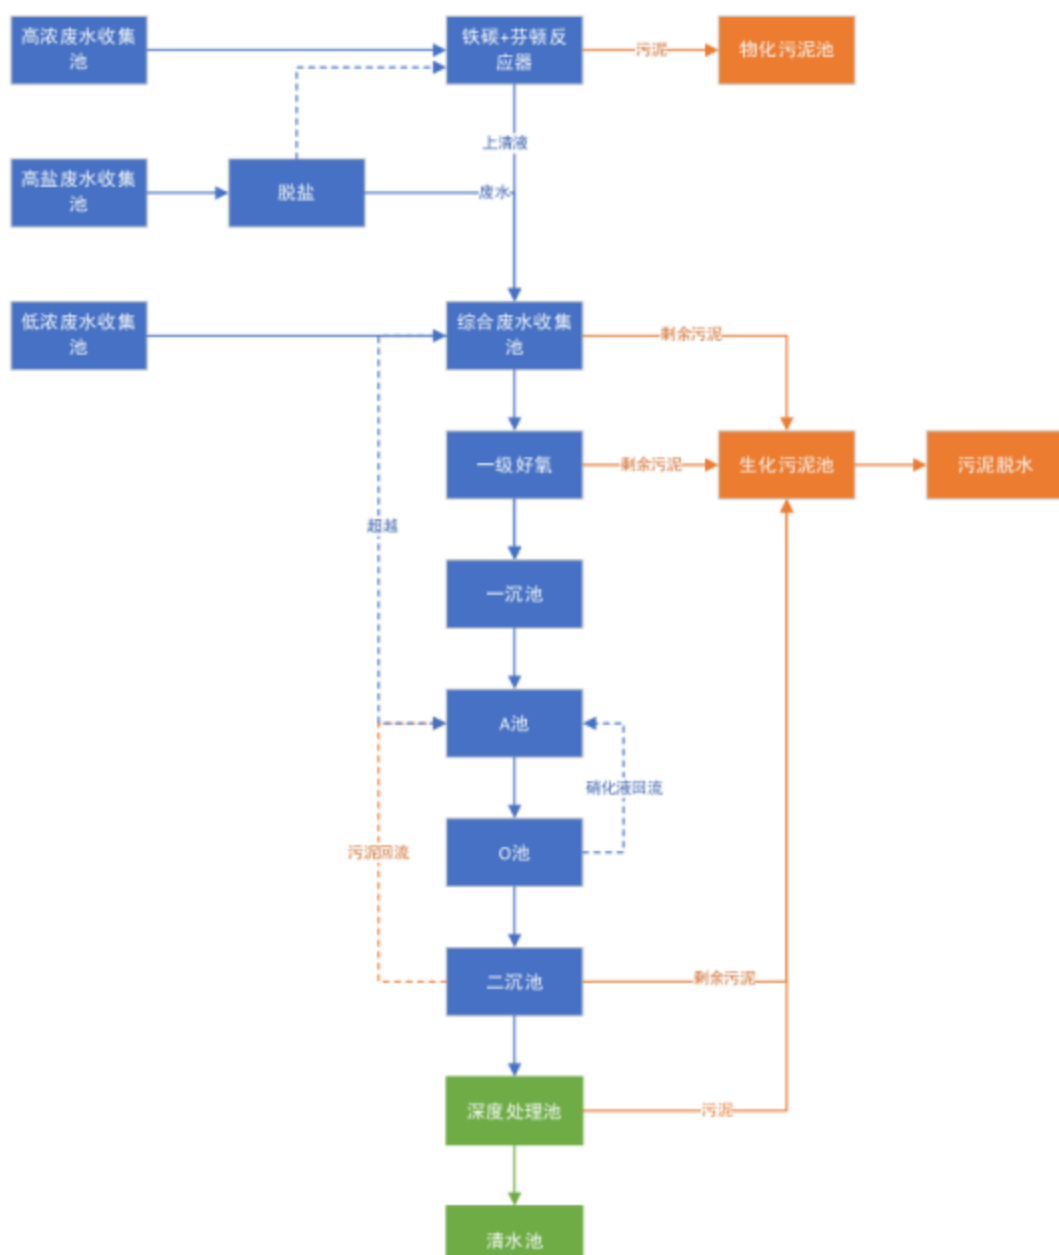 高浓废水收集
池
铁碳+芬顿反
应器
污泥
物化污泥池
上清液
高盐废水收集
池
脱盐
废水
低浓废水收集
池
综合废水收集
池
剩余污泥
一级好氧
剩余污泥
生化污泥池
污泥脱水
超越
一沉池
A池
硝化液回流
O池
污泥回流
二沉池
剩余污泥
深度处理池
污泥
清水池